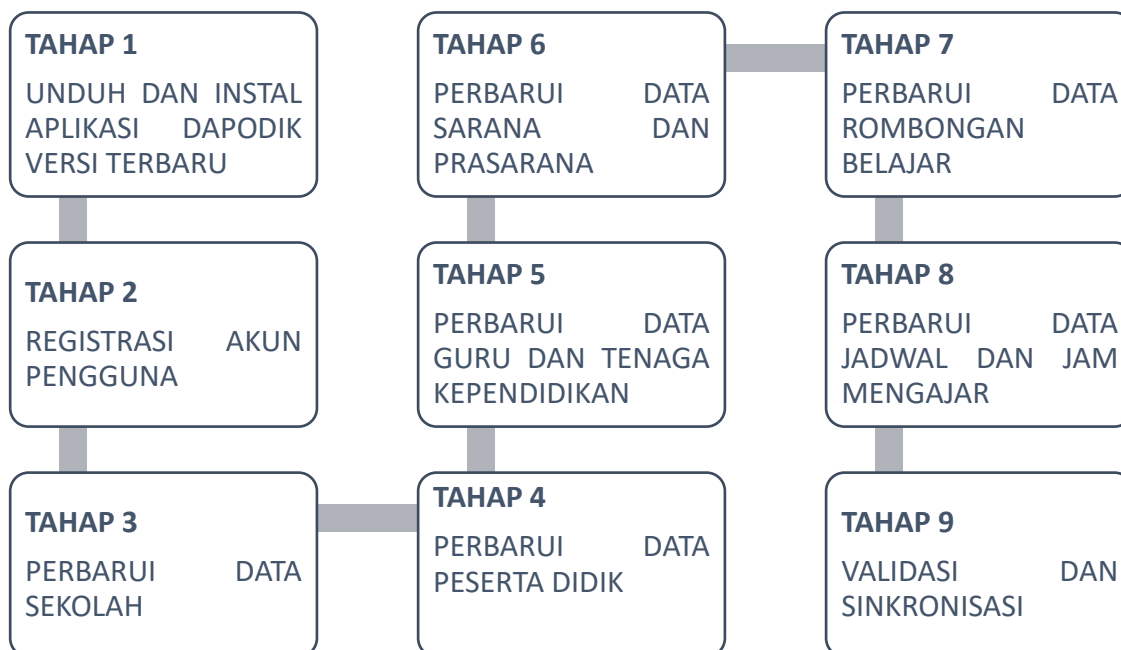 TAHAP 1
UNDUH DAN INSTAL
APLIKASI DAPODIK
VERSI TERBARU
TAHAP 2
REGISTRASI AKUN
PENGGUNA
TAHAP 3
PERBARUI DATA
SEKOLAH
TAHAP 4
PERBARUI DATA
PESERTA DIDIK
TAHAP 5
PERBARUI DATA
GURU DAN TENAGA
KEPENDIDIKAN
TAHAP 6
PERBARUI DATA
SARANA DAN
PRASARANA
TAHAP 7
PERBARUI DATA
ROMBONGAN
BELAJAR
TAHAP 8
PERBARUI DATA
JADWAL DAN JAM
MENGAJAR
TAHAP 9
VALIDASI DAN
SINKRONISASI